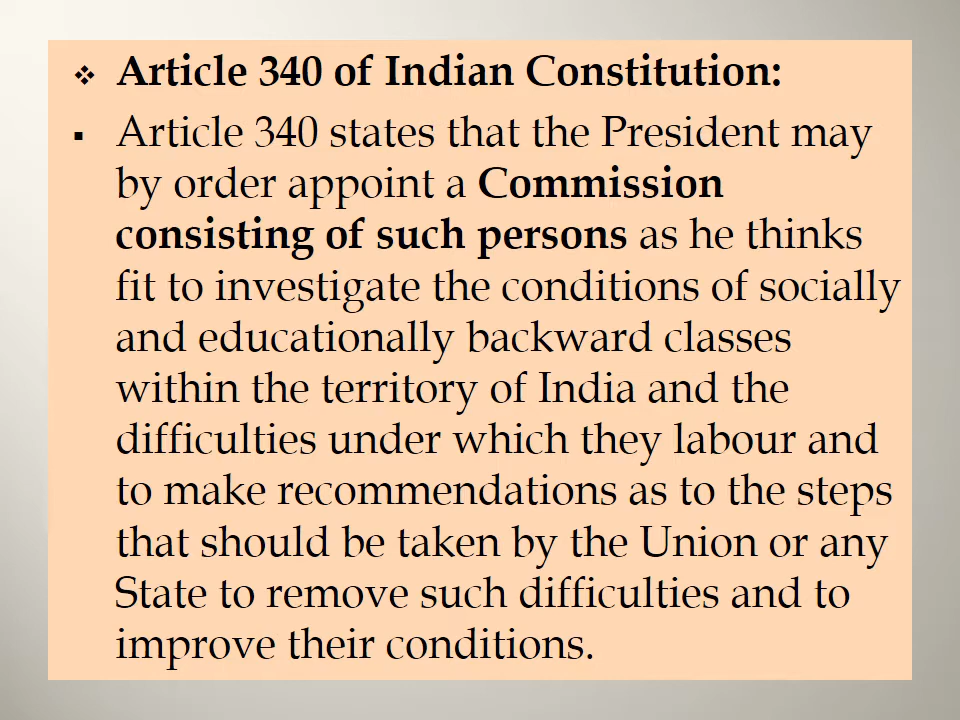 ❖ Article 340 of Indian Constitution:
▪ Article 340 states that the President may
by order appoint a Commission
consisting of such persons as he thinks
fit to investigate the conditions of socially
and educationally backward classes
within the territory of India and the
difficulties under which they labour and
to make recommendations as to the steps
that should be taken by the Union or any
State to remove such difficulties and to
improve their conditions.